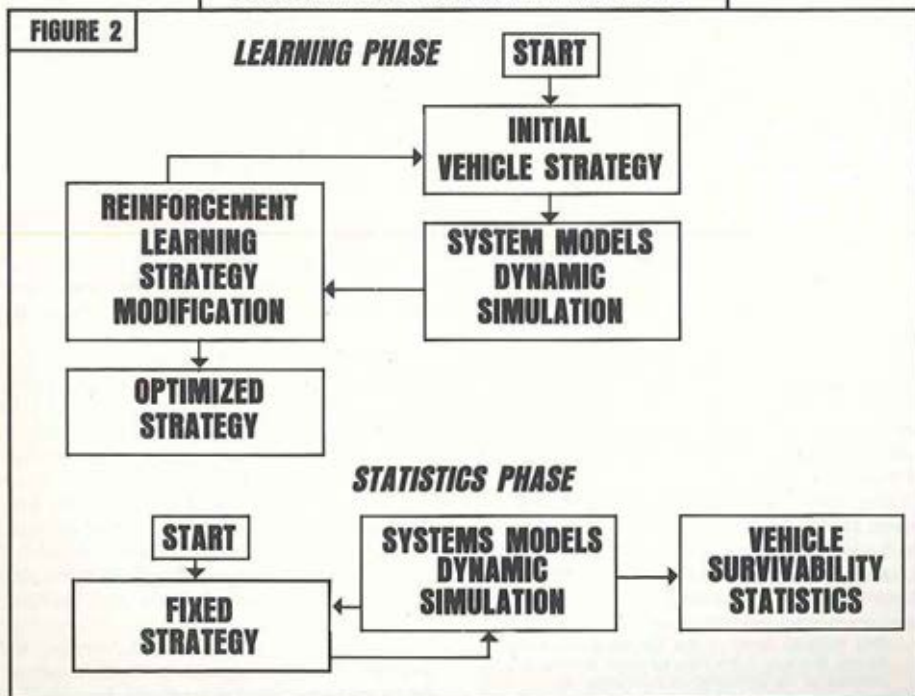 FIGURE 2
LEARNING PHASE
START
INITIAL
VEHICLE STRATEGY
REINFORCEMENT
LEARNING
STRATEGY
MODIFICATION
SYSTEM MODELS
DYNAMIC
SIMULATION
OPTIMIZED
STRATEGY
STATISTICS PHASE
START
FIXED
STRATEGY
SYSTEMS MODELS
DYNAMIC
SIMULATION
VEHICLE
SURVIVABILITY
STATISTICS